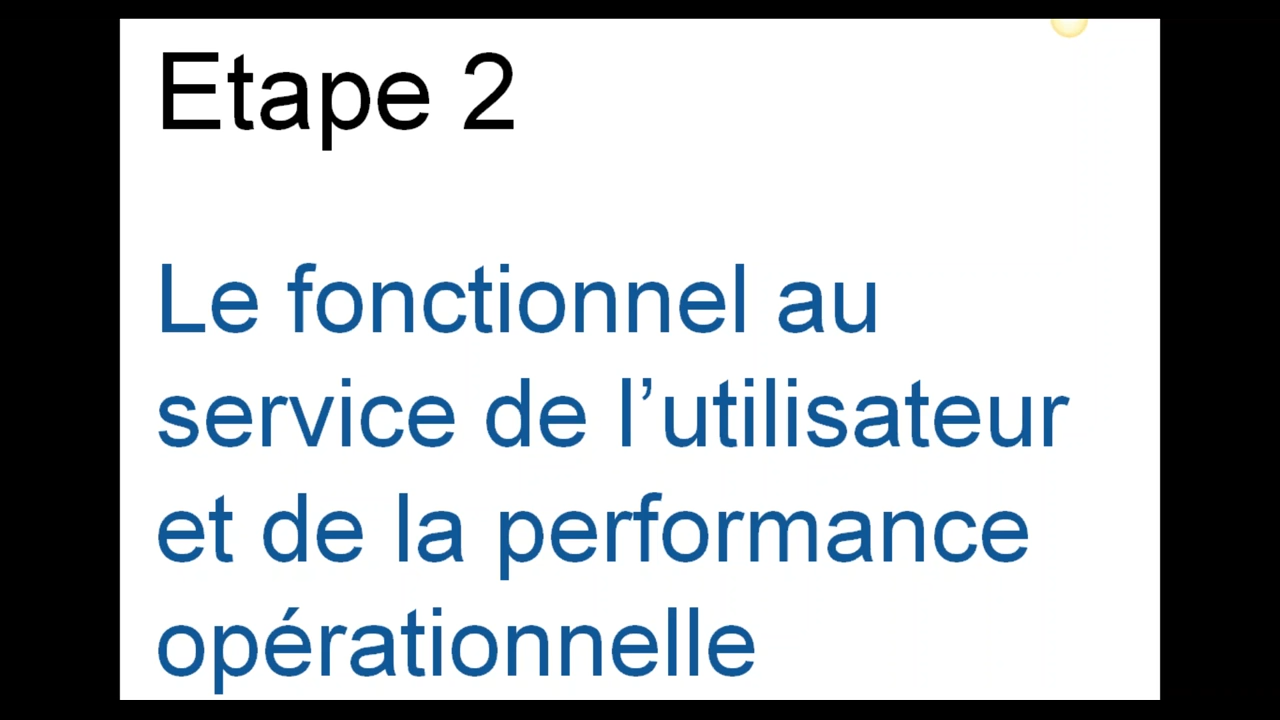 Etape 2
Le fonctionnel au
service de l’utilisateur
et de la performance
opérationnelle